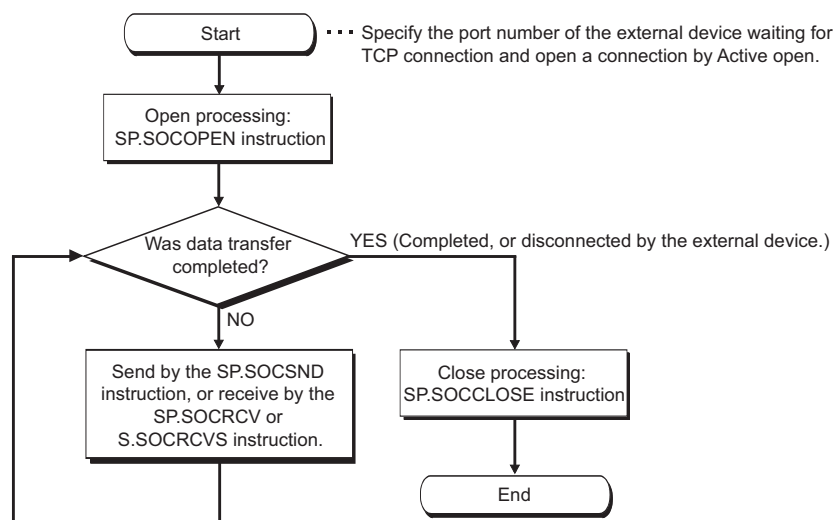 Start
··· Specify the port number of the external device waiting for
TCP connection and open a connection by Active open.
Open processing:
SP.SOCOPEN instruction
Was data transfer
completed?
YES (Completed, or disconnected by the external device.)
NO
Send by the SP.SOCSND
instruction, or receive by the
SP.SOCRCV or
S.SOCRCVS instruction.
Close processing:
SP.SOCCLOSE instruction
End